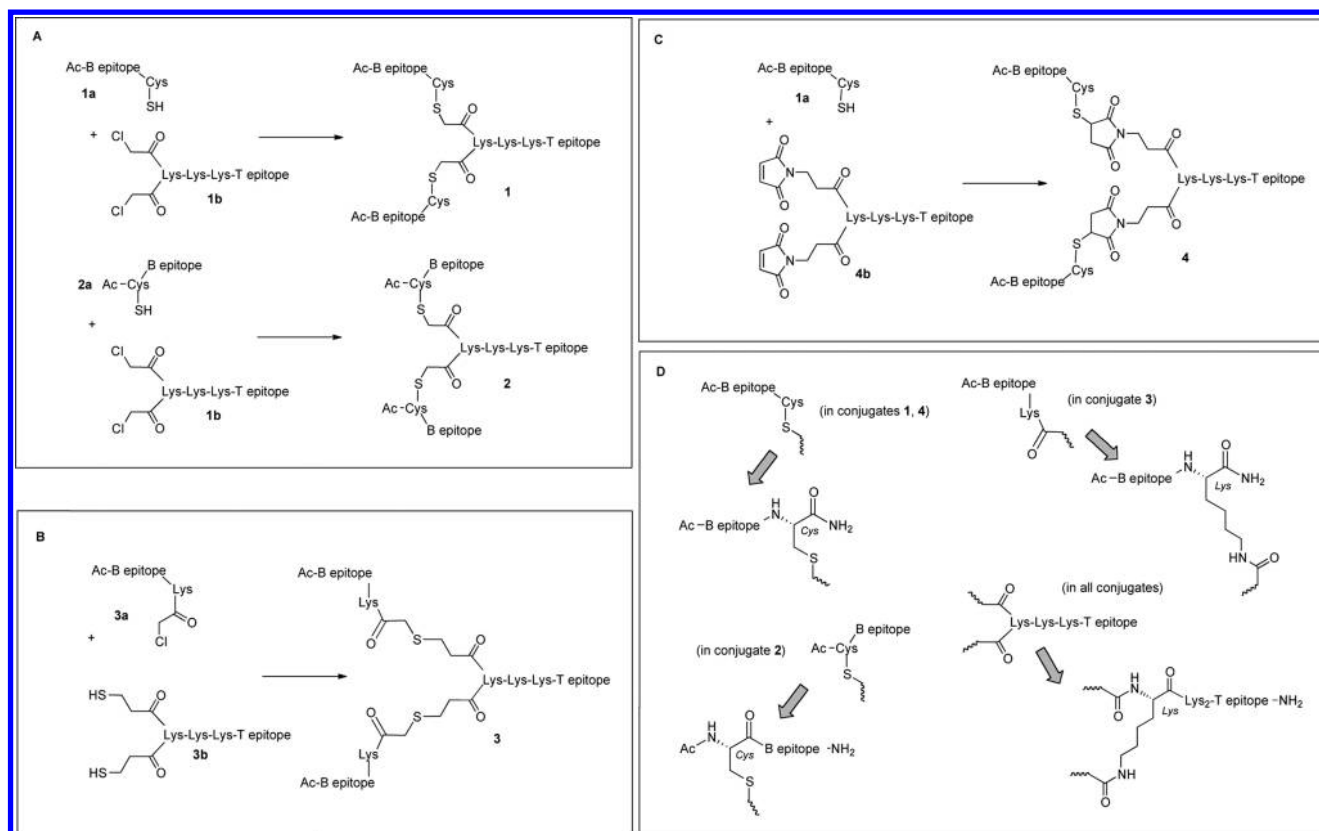 A
Ac-B epitope
Cys
1a
SH
+
Cl
O
Lys-Lys-Lys-T epitope
Cl
O
1b
Ac-B epitope
Cys
S
O
Lys-Lys-Lys-T epitope
S
O
Cys
1
Ac-B epitope
B epitope
2a
Ac-Cys
SH
+
Cl
O
Lys-Lys-Lys-T epitope
Cl
O
1b
B epitope
Ac-Cys
S
O
Lys-Lys-Lys-T epitope
S
O
2
Ac-Cys
B epitope
B
Ac-B epitope
Lys
3a
O
Cl
+
HS
O
Lys-Lys-Lys-T epitope
HS
O
3b
Ac-B epitope
Lys
O
S
O
Lys-Lys-Lys-T epitope
O
S
O
Lys
3
Ac-B epitope
C
Ac-B epitope
Cys
1a
SH
+
O
N
O
O
Lys-Lys-Lys-T epitope
O
N
O
O
4b
Ac-B epitope
Cys
S
O
N
O
O
Lys-Lys-Lys-T epitope
O
N
O
S
O
Cys
4
Ac-B epitope
D
Ac-B epitope
Cys
S
(in conjugates 1, 4)
Ac-B epitope
H
N
O
NH2
Cys
S
Ac-B epitope
Lys
O
(in conjugate 3)
Ac-B epitope
H
N
O
NH2
Lys
NH
O
(in conjugate 2)
B epitope
Ac-Cys
S
Ac
H
N
O
Cys
B epitope -NH2
S
(in all conjugates)
O
Lys-Lys-Lys-T epitope
O
O
H
N
O
Lys2-T epitope -NH2
Lys
NH
O